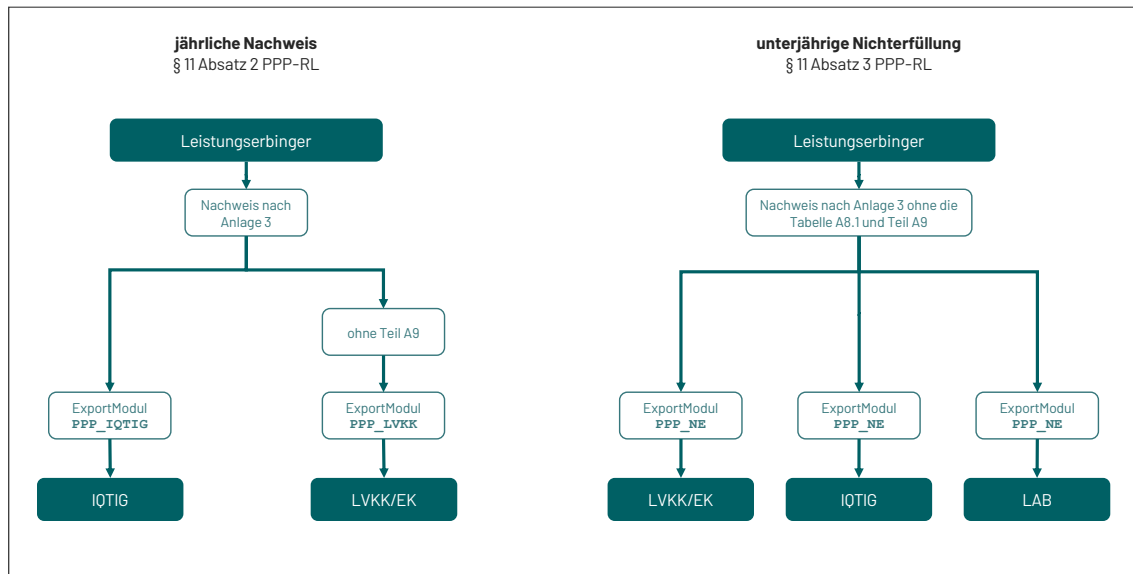 jährliche Nachweis
§ 11 Absatz 2 PPP-RL
Leistungserbinger
Nachweis nach
Anlage 3
ohne Teil A9
ExportModul
PPP_IQTIG
ExportModul
PPP_LVKK
IQTIG
LVKK/EK
unterjährige Nichterfüllung
§ 11 Absatz 3 PPP-RL
Leistungserbinger
Nachweis nach Anlage 3 ohne die
Tabelle A8.1 und Teil A9
ExportModul
PPP_NE
ExportModul
PPP_NE
ExportModul
PPP_NE
LVKK/EK
IQTIG
LAB